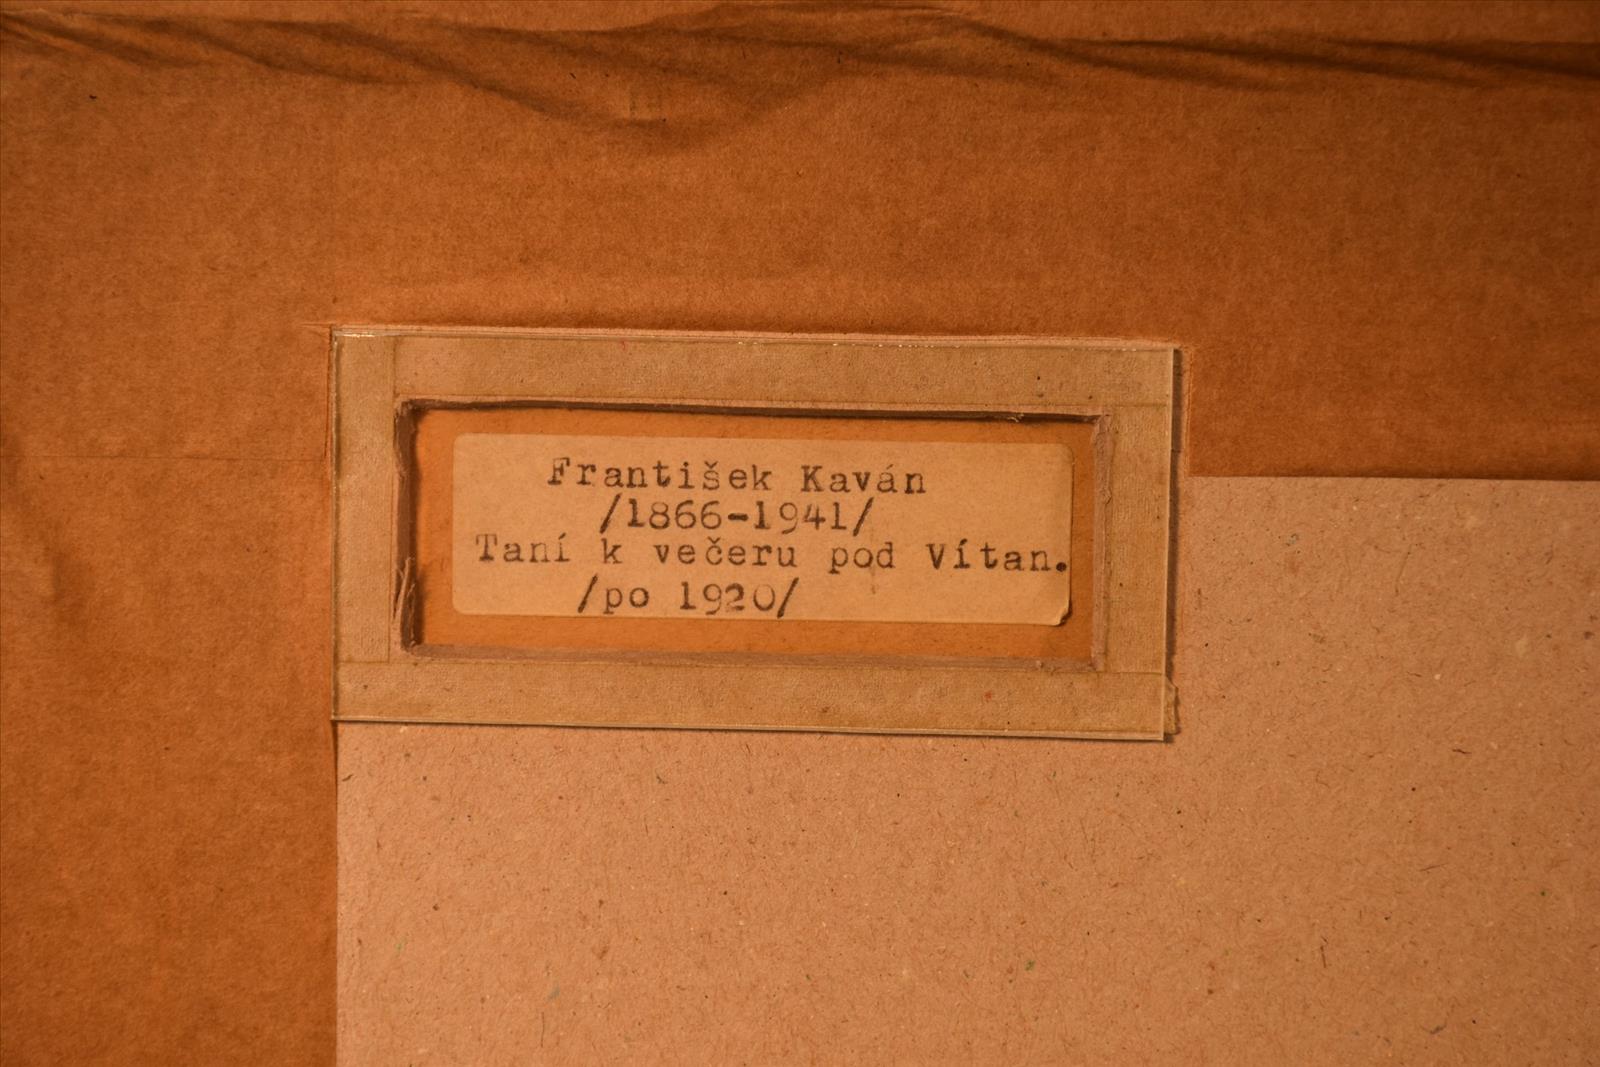 František Kaván
/1866-1941/
Taní k večeru pod Vítan.
/po 1920/